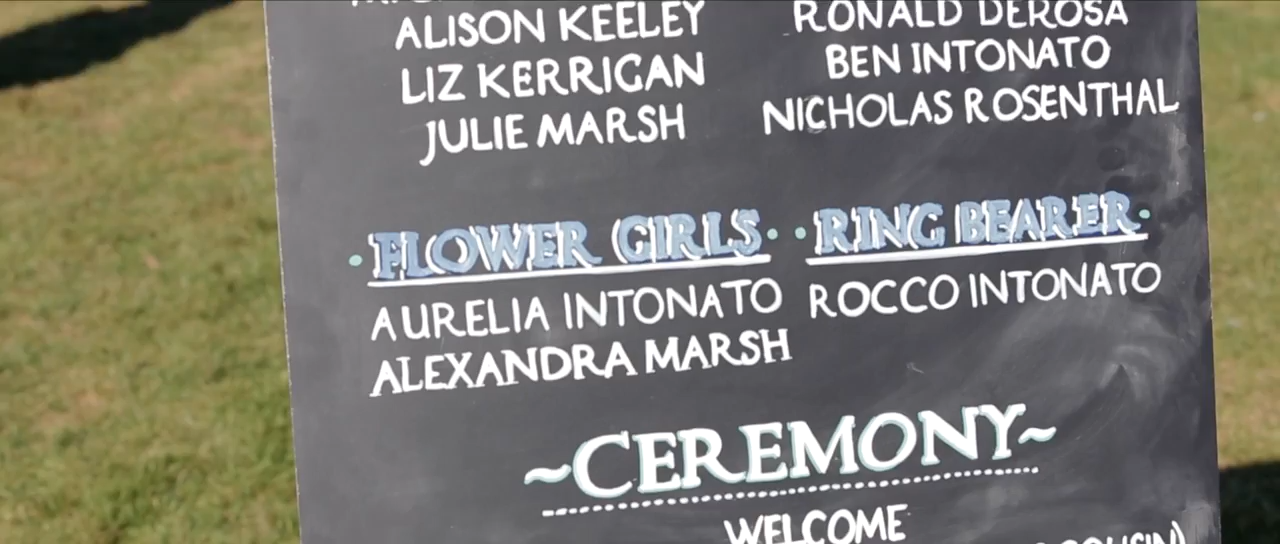 ALISON KEELEY
LIZ KERRIGAN
JULIE MARSH
RONALD DEROSA
BEN INTONATO
NICHOLAS ROSENTHAL
·FLOWER GIRLS·
AURELIA INTONATO
ALEXANDRA MARSH
·RING BEARER·
ROCCO INTONATO
~CEREMONY~
WELCOME
COUSIN)